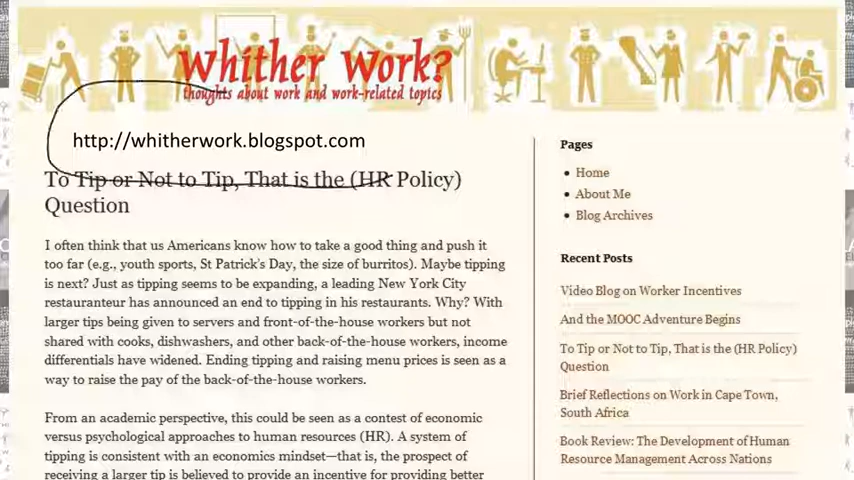 Whither Work?
thoughts about work and work-related topics
http://whitherwork.blogspot.com
To Tip or Not to Tip, That is the (HR Policy)
Question
I often think that us Americans know how to take a good thing and push it
too far (e.g., youth sports, St Patrick's Day, the size of burritos). Maybe tipping
is next? Just as tipping seems to be expanding, a leading New York City
restauranteur has announced an end to tipping in his restaurants. Why? With
larger tips being given to servers and front-of-the-house workers but not
shared with cooks, dishwashers, and other back-of-the-house workers, income
differentials have widened. Ending tipping and raising menu prices is seen as a
way to raise the pay of the back-of-the-house workers.
From an academic perspective, this could be seen as a contest of economic
versus psychological approaches to human resources (HR). A system of
tipping is consistent with an economics mindset—that is, the prospect of
receiving a larger tip is believed to provide an incentive for providing better
Pages
Home
About Me
Blog Archives
Recent Posts
Video Blog on Worker Incentives
And the MOOC Adventure Begins
To Tip or Not to Tip, That is the (HR Policy)
Question
Brief Reflections on Work in Cape Town,
South Africa
Book Review: The Development of Human
Resource Management Across Nations